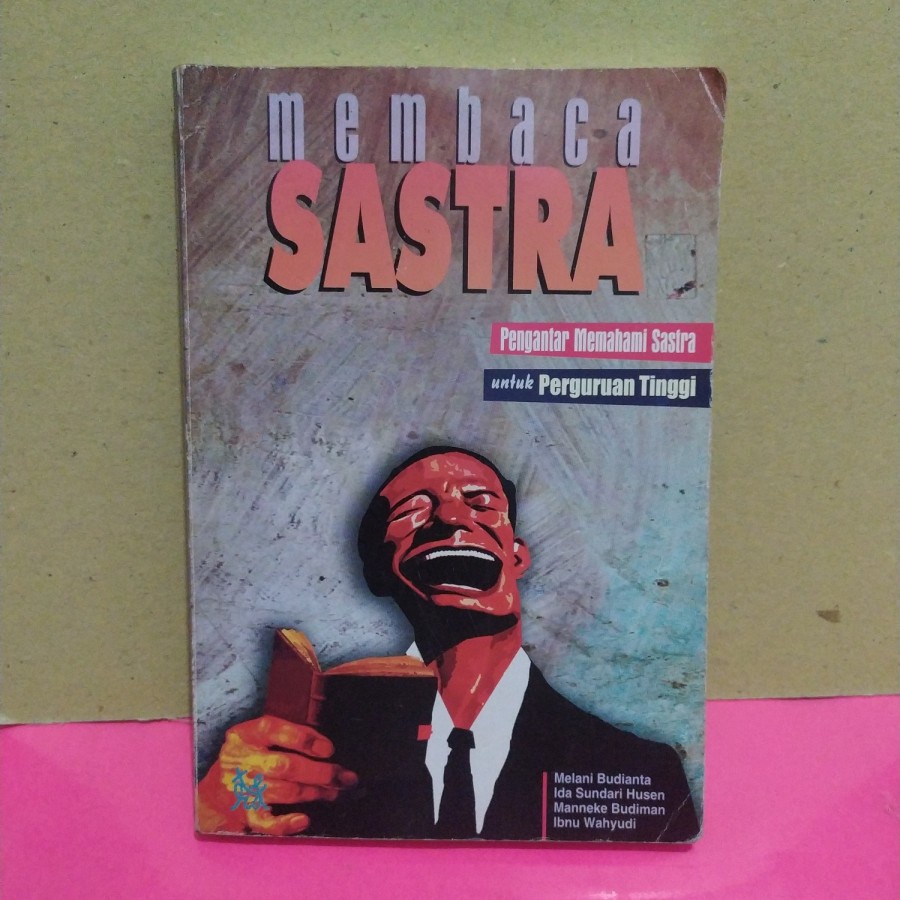 membaca
SASTRA
Pengantar Memahami Sastra
untuk Perguruan Tinggi
Melani Budianta
Ida Sundari Husen
Manneke Budiman
Ibnu Wahyudi